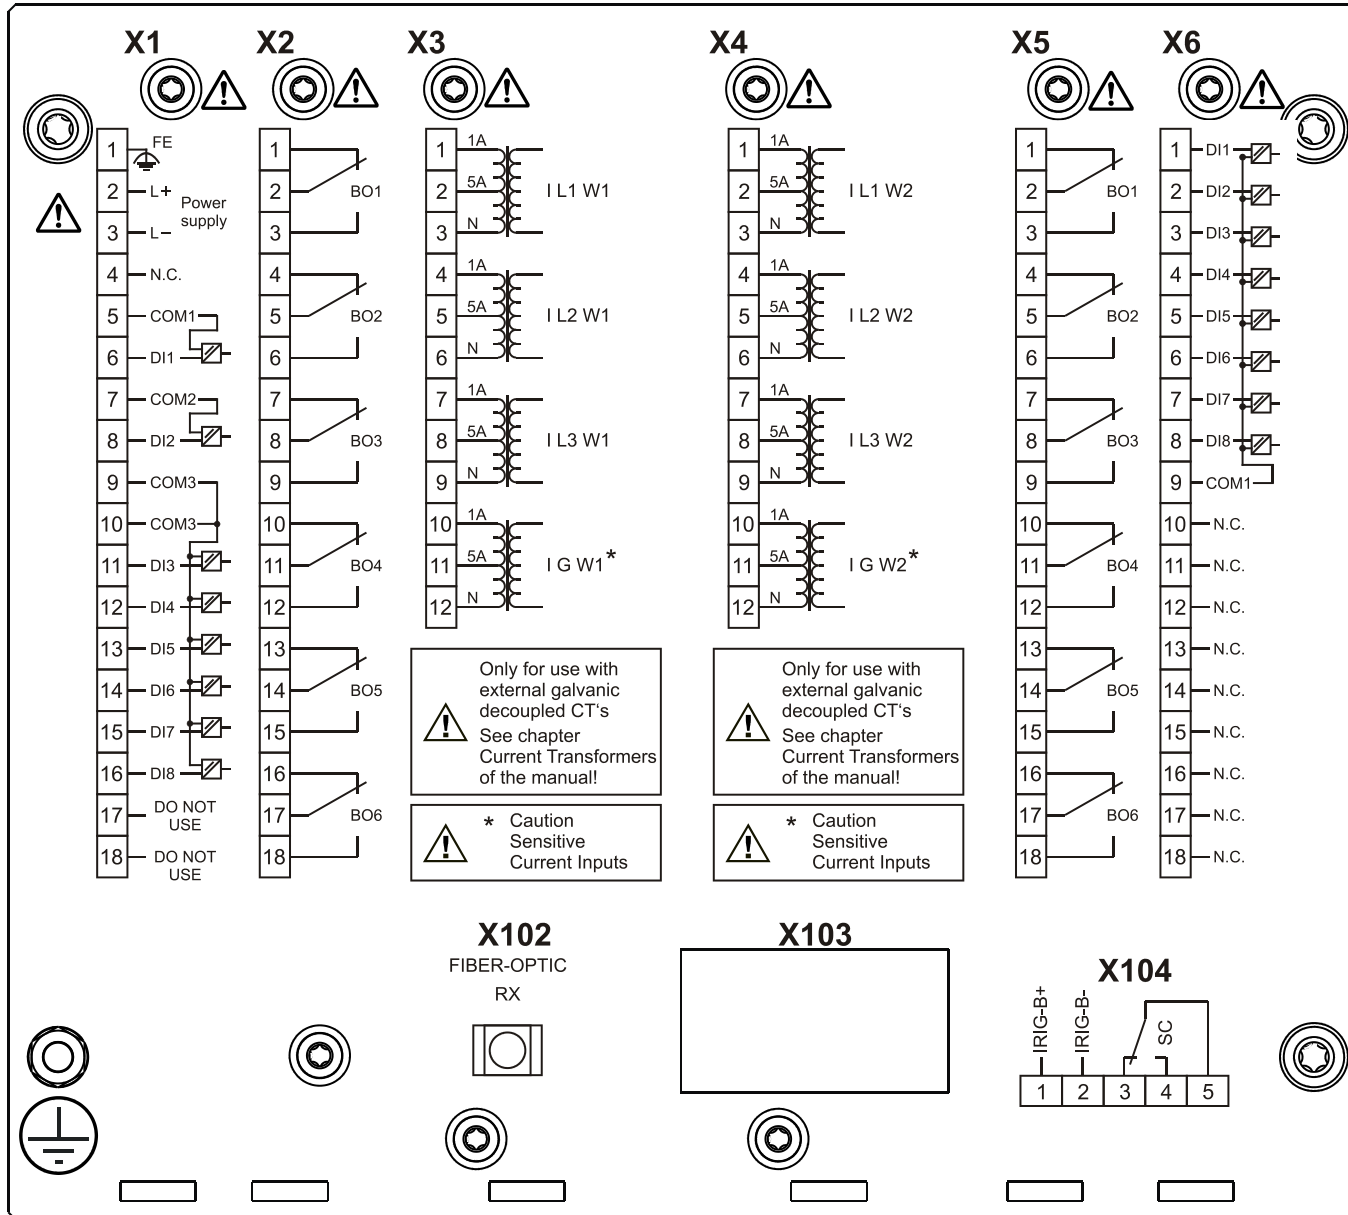 X1
X2
X3
X4
X5
X6
1
FE
2
L+
Power
supply
3
L–
4
N.C.
5
COM1
6
DI1
7
COM2
8
DI2
9
COM3
10
COM3
11
DI3
12
DI4
13
DI5
14
DI6
15
DI7
16
DI8
17
DO NOT
USE
18
DO NOT
USE
1
2
BO1
3
4
5
BO2
6
7
8
BO3
9
10
11
BO4
12
13
14
BO5
15
16
17
BO6
18
1
1A
2
5A
I L1 W1
3
N
4
1A
5
5A
I L2 W1
6
N
7
1A
8
5A
I L3 W1
9
N
10
1A
11
5A
I G W1*
12
N
Only for use with
external galvanic
decoupled CT‘s
See chapter
Current Transformers
of the manual!
* Caution
Sensitive
Current Inputs
1
1A
2
5A
I L1 W2
3
N
4
1A
5
5A
I L2 W2
6
N
7
1A
8
5A
I L3 W2
9
N
10
1A
11
5A
I G W2*
12
N
Only for use with
external galvanic
decoupled CT‘s
See chapter
Current Transformers
of the manual!
* Caution
Sensitive
Current Inputs
1
2
BO1
3
4
5
BO2
6
7
8
BO3
9
10
11
BO4
12
13
14
BO5
15
16
17
BO6
18
1
DI1
2
DI2
3
DI3
4
DI4
5
DI5
6
DI6
7
DI7
8
DI8
9
COM1
10
N.C.
11
N.C.
12
N.C.
13
N.C.
14
N.C.
15
N.C.
16
N.C.
17
N.C.
18
N.C.
X102
FIBER-OPTIC
RX
X103
X104
IRIG-B+
IRIG-B-
SC
1
2
3
4
5